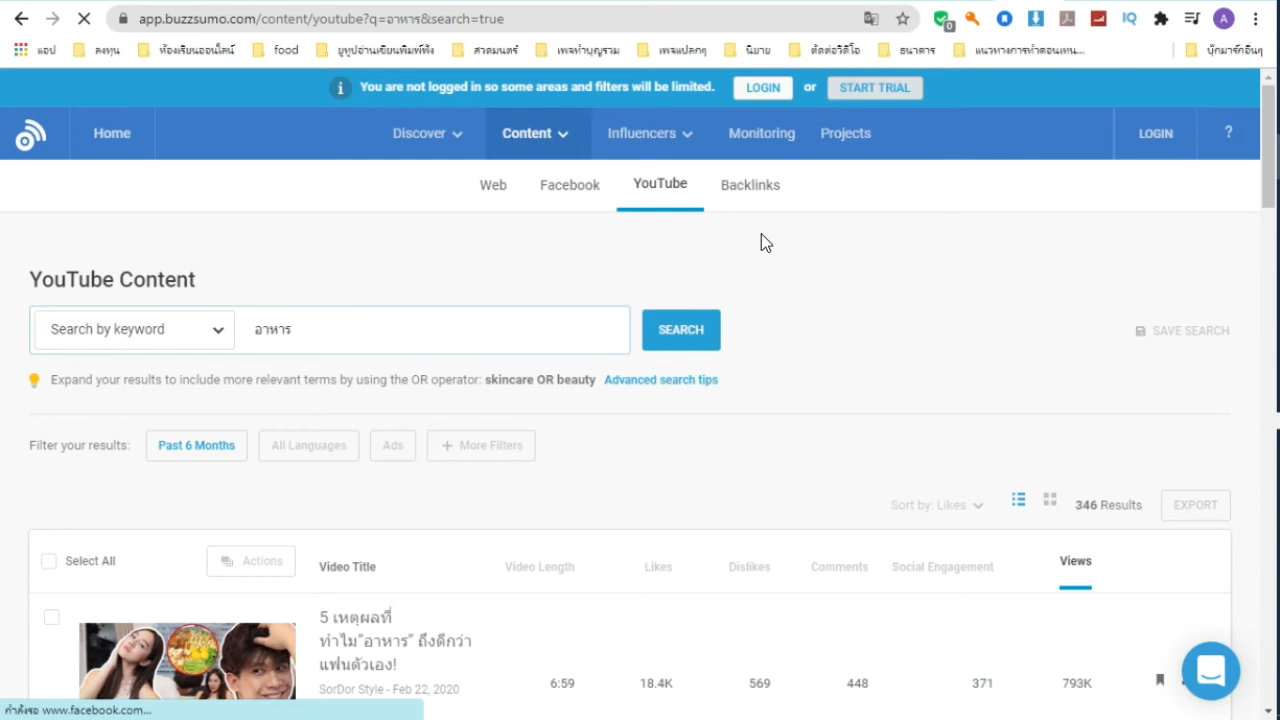 app.buzzsumo.com/content/youtube?q=อาหาร&search=true
แอป ลงทุน ห้องเรียนออนไลน์ food ยูทูปอ่านเขียนพิมพ์ฟัง สวดมนตร์ เพจทำบุญรวม เพจแปลกๆ นิยาย ตัดต่อวิดีโอ ธนาคาร แนวทางการทำคอนเทน... บุ๊กมาร์กอื่นๆ
You are not logged in so some areas and filters will be limited. LOGIN or START TRIAL
Home Discover Content Influencers Monitoring Projects LOGIN ?
Web Facebook YouTube Backlinks
YouTube Content
Search by keyword อาหาร SEARCH SAVE SEARCH
Expand your results to include more relevant terms by using the OR operator: skincare OR beauty Advanced search tips
Filter your results: Past 6 Months All Languages Ads + More Filters
Sort by: Likes 346 Results EXPORT
Select All Actions Video Title Video Length Likes Dislikes Comments Social Engagement Views
5 เหตุผลที่
ทำไม"อาหาร" ถึงดีกว่า
แฟนตัวเอง!
SorDor Style - Feb 22, 2020
6:59 18.4K 569 448 371 793K
กำลังรอ www.facebook.com...